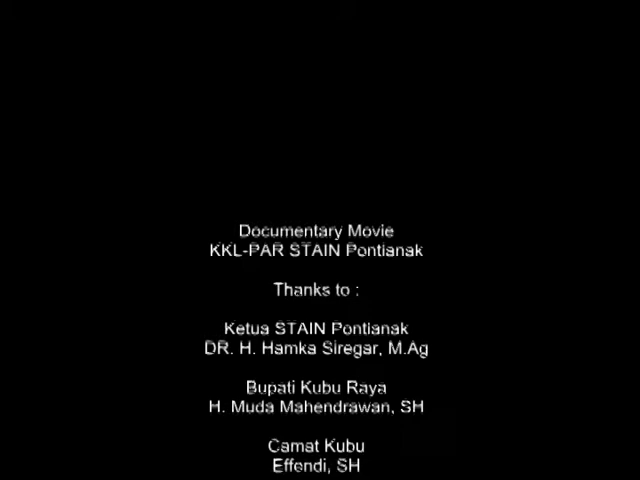 Documentary Movie
KKL-PAR STAIN Pontianak
Thanks to :
Ketua STAIN Pontianak
DR. H. Hamka Siregar, M.Ag
Bupati Kubu Raya
H. Muda Mahendrawan, SH
Camat Kubu
Effendi, SH